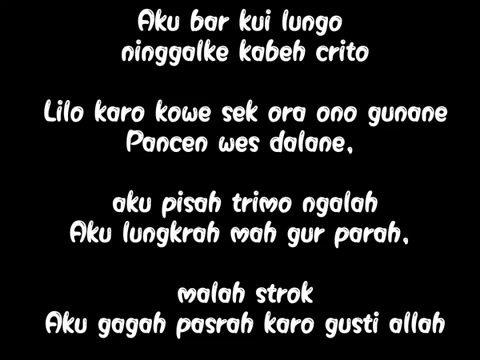 Aku bar kui lungo
ninggalke kabeh crito
Lilo karo kowe sek ora ono gunane
Pancen wes dalane,
aku pisah trimo ngalah
Aku lungkrah mah gur parah,
malah strok
Aku gagah pasrah karo gusti allah